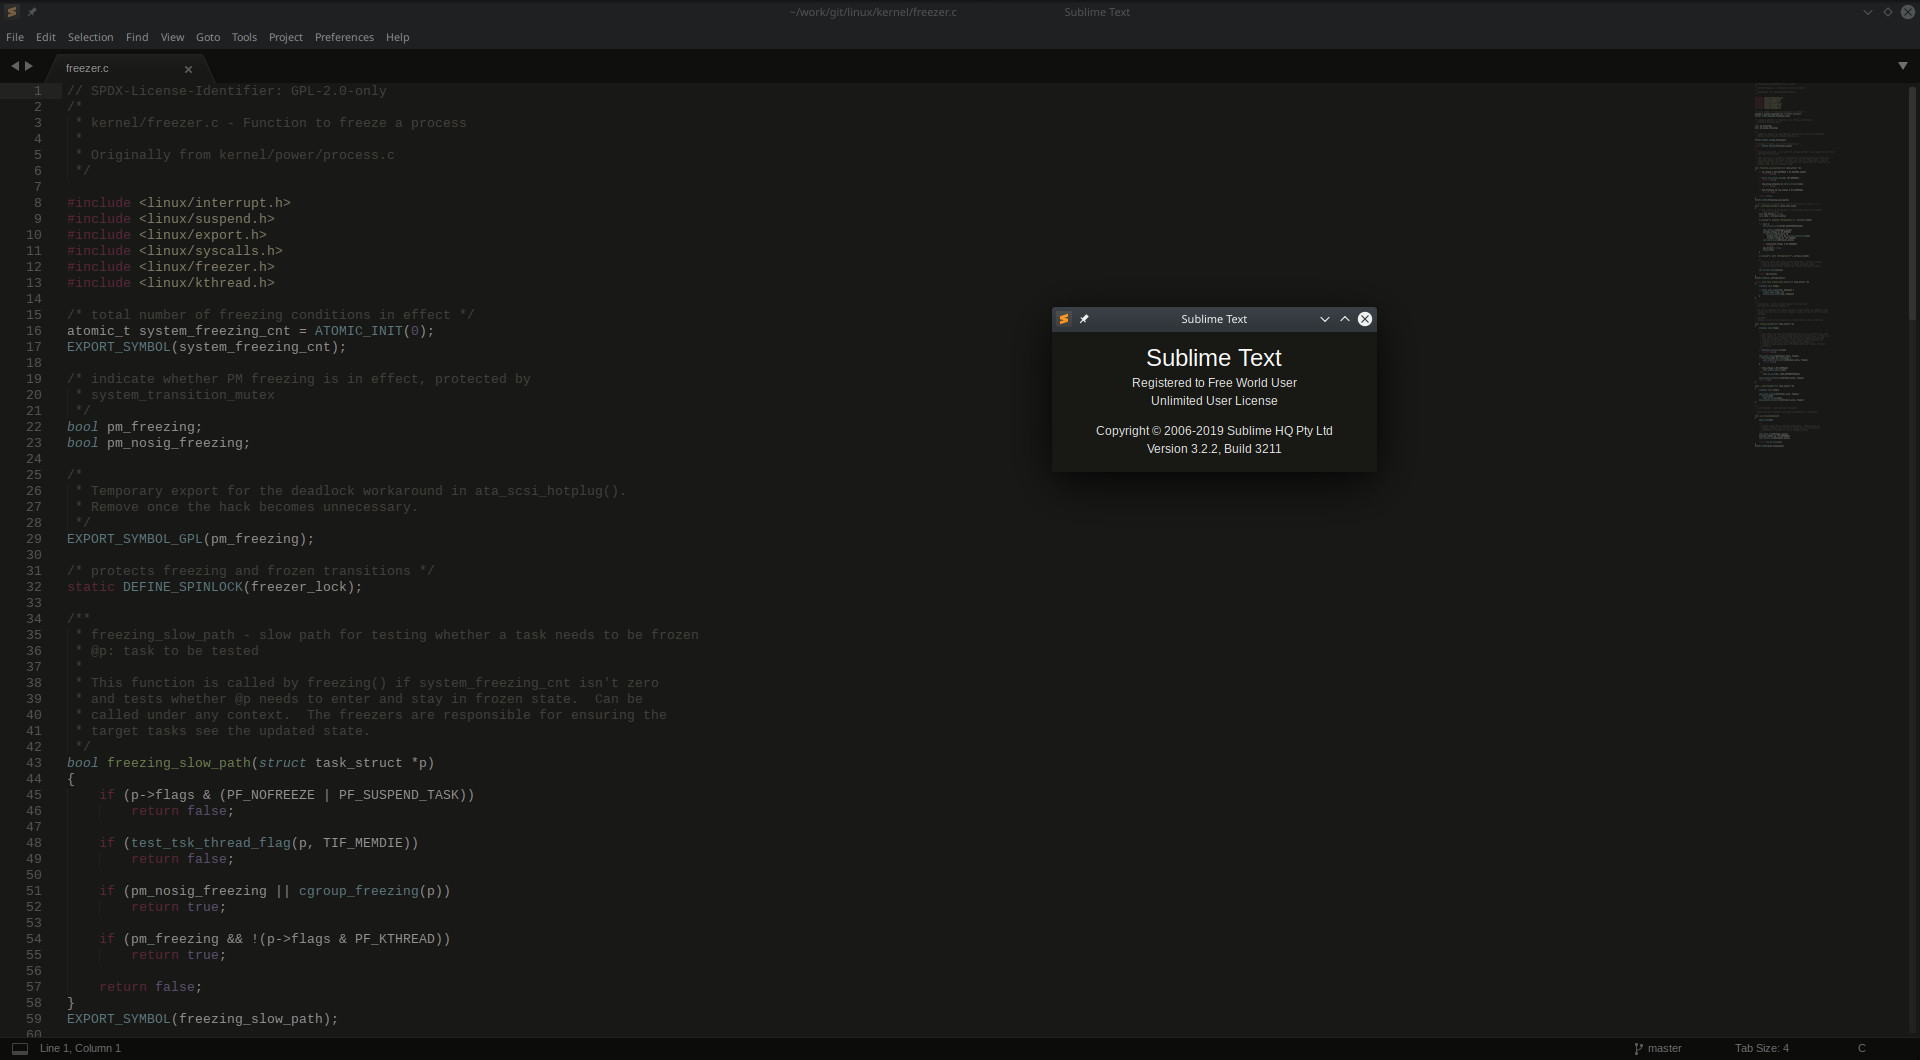 ~/work/git/linux/kernel/freezer.c Sublime Text
File Edit Selection Find View Goto Tools Project Preferences Help
freezer.c
1 // SPDX-License-Identifier: GPL-2.0-only
2 /*
3  * kernel/freezer.c - Function to freeze a process
4  *
5  * Originally from kernel/power/process.c
6  */
7
8 #include <linux/interrupt.h>
9 #include <linux/suspend.h>
10 #include <linux/export.h>
11 #include <linux/syscalls.h>
12 #include <linux/freezer.h>
13 #include <linux/kthread.h>
14
15 /* total number of freezing conditions in effect */
16 atomic_t system_freezing_cnt = ATOMIC_INIT(0);
17 EXPORT_SYMBOL(system_freezing_cnt);
18
19 /* indicate whether PM freezing is in effect, protected by
20  * system_transition_mutex
21  */
22 bool pm_freezing;
23 bool pm_nosig_freezing;
24
25 /*
26  * Temporary export for the deadlock workaround in ata_scsi_hotplug().
27  * Remove once the hack becomes unnecessary.
28  */
29 EXPORT_SYMBOL_GPL(pm_freezing);
30
31 /* protects freezing and frozen transitions */
32 static DEFINE_SPINLOCK(freezer_lock);
33
34 /**
35  * freezing_slow_path - slow path for testing whether a task needs to be frozen
36  * @p: task to be tested
37  *
38  * This function is called by freezing() if system_freezing_cnt isn't zero
39  * and tests whether @p needs to enter and stay in frozen state.  Can be
40  * called under any context.  The freezers are responsible for ensuring the
41  * target tasks see the updated state.
42  */
43 bool freezing_slow_path(struct task_struct *p)
44 {
45     if (p->flags & (PF_NOFREEZE | PF_SUSPEND_TASK))
46         return false;
47
48     if (test_tsk_thread_flag(p, TIF_MEMDIE))
49         return false;
50
51     if (pm_nosig_freezing || cgroup_freezing(p))
52         return true;
53
54     if (pm_freezing && !(p->flags & PF_KTHREAD))
55         return true;
56
57     return false;
58 }
59 EXPORT_SYMBOL(freezing_slow_path);
60
Sublime Text
Sublime Text
Registered to Free World User
Unlimited User License
Copyright © 2006-2019 Sublime HQ Pty Ltd
Version 3.2.2, Build 3211
Line 1, Column 1 master Tab Size: 4 C